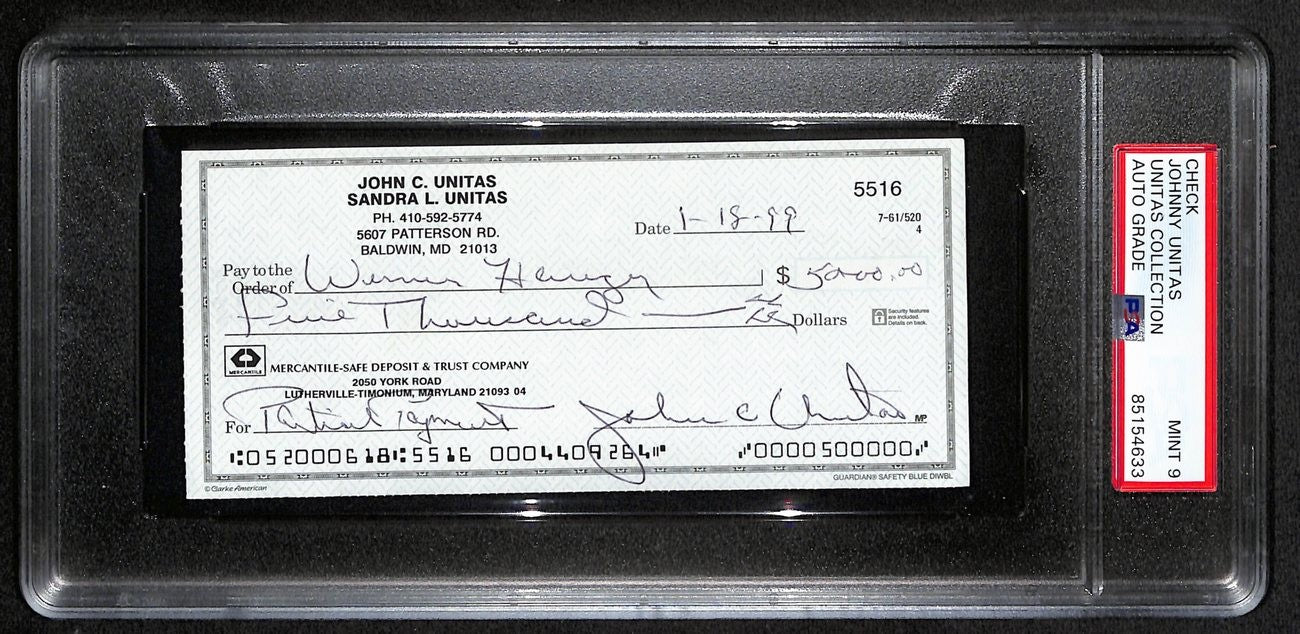 JOHN C. UNITAS
SANDRA L. UNITAS
PH. 410-592-5774
5607 PATTERSON RD.
BALDWIN, MD 21013
5516
Date 1-18-99
7-61/520
4
Pay to the
Order of Werner $ 5000.00
Five Thousand Dollars
Security features
are included.
Details on back.
MERCANTILE
MERCANTILE-SAFE DEPOSIT & TRUST COMPANY
2050 YORK ROAD
LUTHERVILLE-TIMONIUM, MARYLAND 21093 04
For Partial Payment John C Unitas MP
⑆052000618⑆5516 0004409264⑈ ⑈0000500000⑈
© Clarke American
GUARDIAN® SAFETY BLUE DIWBL
CHECK
JOHNNY UNITAS
UNITAS COLLECTION
AUTO GRADE MINT 9
85154633
PSA